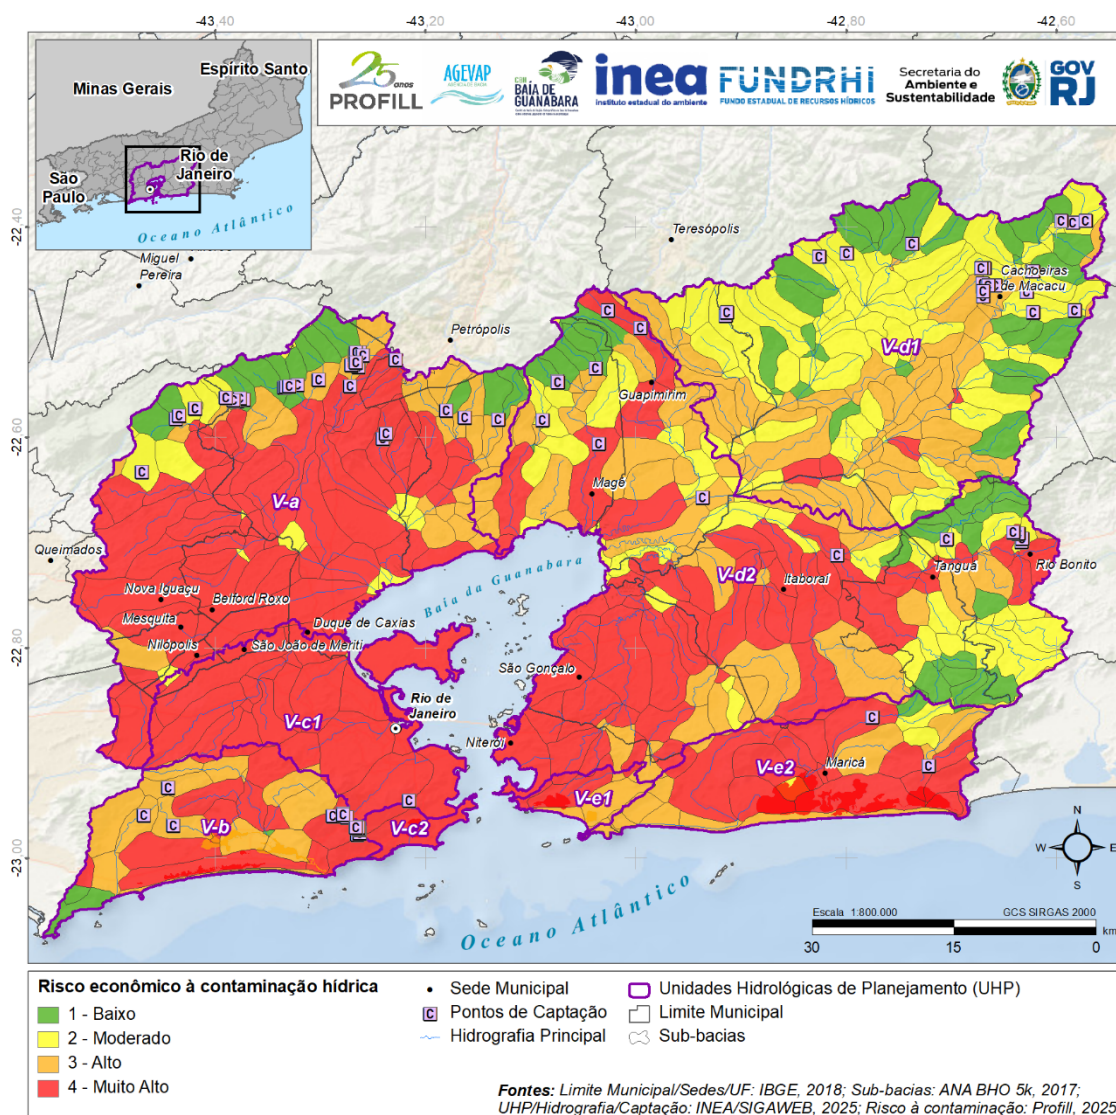 -43,40
-43,20
-43,00
-42,80
-42,60
Minas Gerais
Espírito Santo
Rio de
Janeiro
São
Paulo
Oceano Atlântico
25 anos
PROFILL
AGEVAP
CBH
BAÍA DE
GUANABARA
inea
instituto estadual do ambiente
FUNDRHI
FUNDO ESTADUAL DE RECURSOS HÍDRICOS
Secretaria do
Ambiente e
Sustentabilidade
GOV
RJ
-22,40
-22,60
-22,80
-23,00
Miguel
Pereira
Teresópolis
Petrópolis
Cachoeiras
de Macacu
V-d1
Guapimirim
V-a
Magé
Queimados
Nova Iguaçu
Belford Roxo
Mesquita
Nilópolis
Duque de Caxias
São João de Meriti
Baia da Guanabara
V-d2
Itaboraí
Tanguá
Rio Bonito
São Gonçalo
Rio de
Janeiro
V-c1
Niterói
V-e2
Maricá
V-e1
V-b
V-c2
Oceano Atlântico
N
W
E
S
Escala 1:800.000
GCS SIRGAS 2000
km
30
15
0
Risco econômico à contaminação hídrica
1 - Baixo
2 - Moderado
3 - Alto
4 - Muito Alto
Sede Municipal
C Pontos de Captação
Hidrografia Principal
Unidades Hidrológicas de Planejamento (UHP)
Limite Municipal
Sub-bacias
Fontes: Limite Municipal/Sedes/UF: IBGE, 2018; Sub-bacias: ANA BHO 5k, 2017;
UHP/Hidrografia/Captação: INEA/SIGAWEB, 2025; Risco à contaminação: Profill, 2025